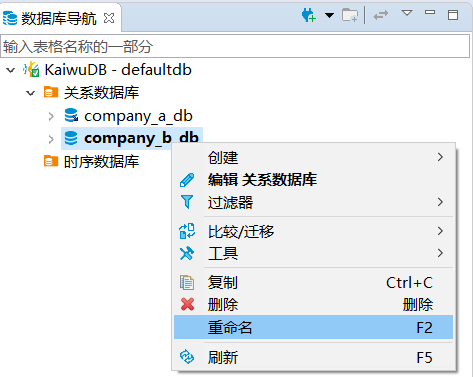 数据库导航
输入表格名称的一部分
KaiwuDB - defaultdb
关系数据库
company_a_db
company_b_db
时序数据库
创建
编辑 关系数据库
过滤器
比较/迁移
工具
复制 Ctrl+C
删除 删除
重命名 F2
刷新 F5